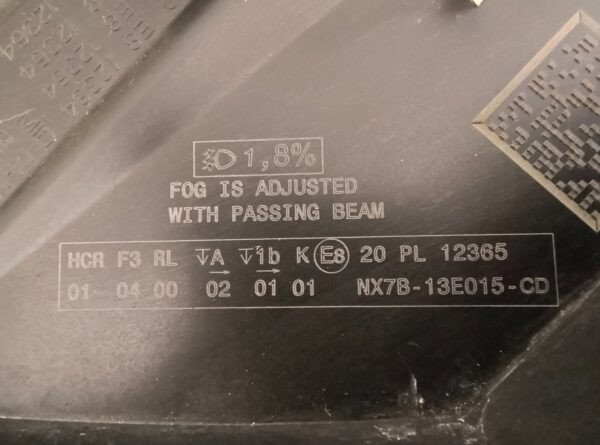 1,8%
FOG IS ADJUSTED
WITH PASSING BEAM
HCR F3 RL A 1b K E8 20 PL 12365
01- 04 00 02 01 01 NX7B-13E015-CD